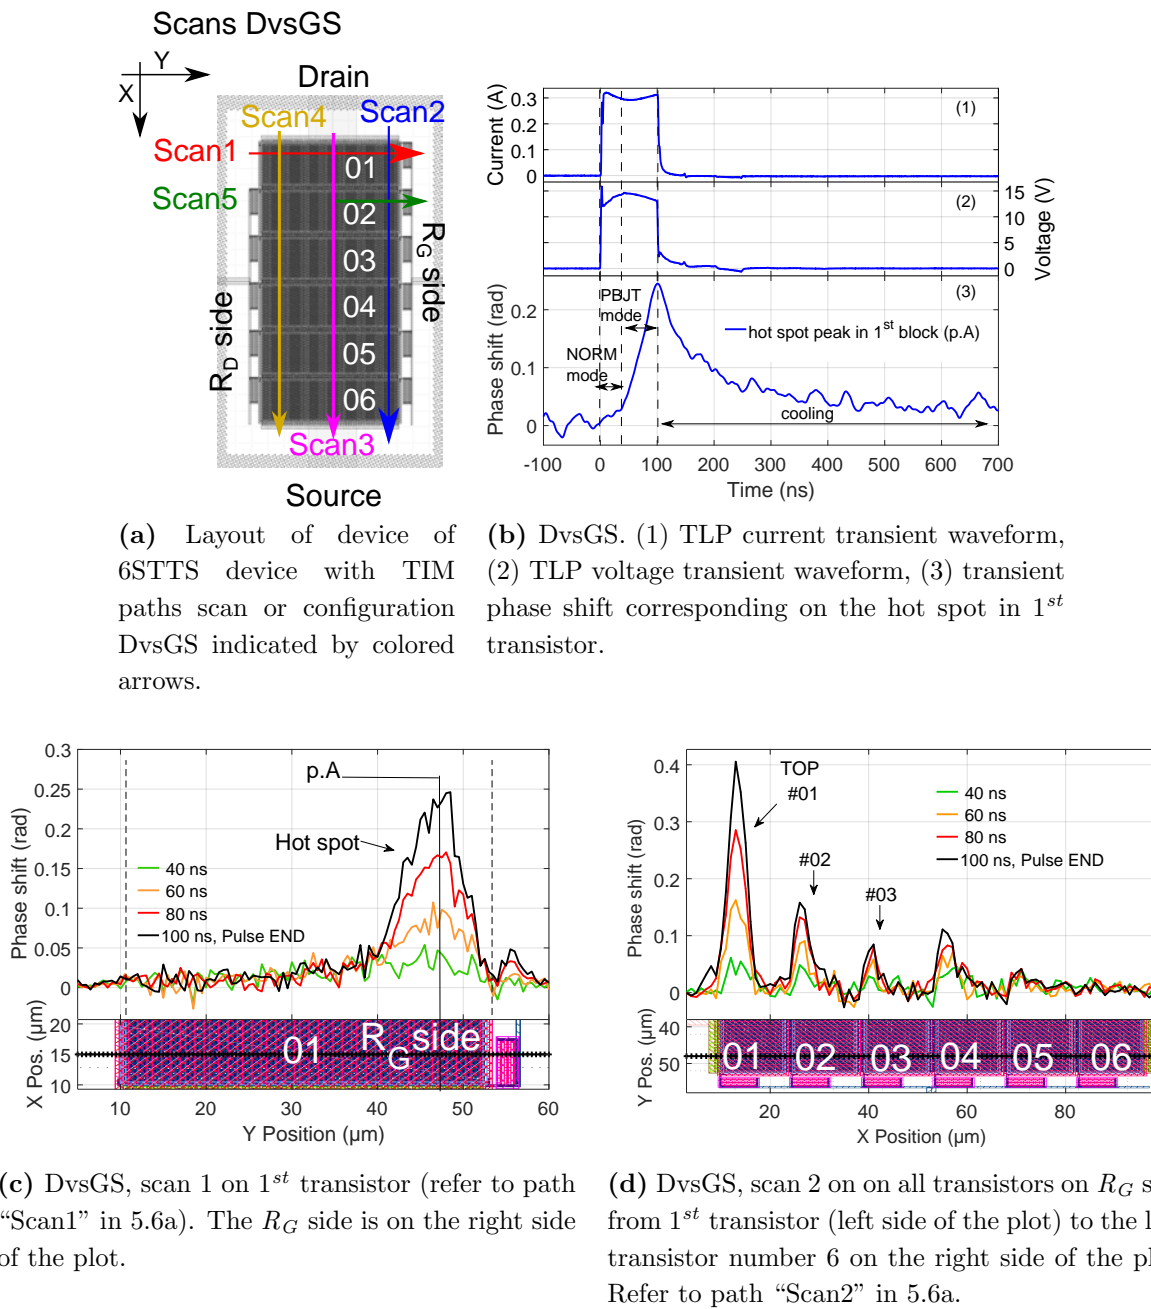 Scans DvsGS
Y
X
Drain
Scan4
Scan2
Scan1
01
Scan5
02
03
04
05
06
R_G side
R_D side
Scan3
Source
Current (A)
0.3
0.2
0.1
0
(1)
15
10
5
0
Voltage (V)
(2)
Phase shift (rad)
0.2
0.1
0
(3)
PBJT
mode
hot spot peak in 1st block (p.A)
NORM
mode
cooling
-100 0 100 200 300 400 500 600 700
Time (ns)
(a) Layout of device of
6STTS device with TIM
paths scan or configuration
DvsGS indicated by colored
arrows.
(b) DvsGS. (1) TLP current transient waveform,
(2) TLP voltage transient waveform, (3) transient
phase shift corresponding on the hot spot in 1st
transistor.
Phase shift (rad)
0.3
0.25
0.2
0.15
0.1
0.05
0
p.A
Hot spot
40 ns
60 ns
80 ns
100 ns, Pulse END
X Pos. (µm)
20
15
10
01
R_G side
10 20 30 40 50 60
Y Position (µm)
Phase shift (rad)
0.4
0.3
0.2
0.1
0
TOP
#01
#02
#03
40 ns
60 ns
80 ns
100 ns, Pulse END
Y Pos. (µm)
40
50
01 02 03 04 05 06
20 40 60 80
X Position (µm)
(c) DvsGS, scan 1 on 1st transistor (refer to path
“Scan1” in 5.6a). The R_G side is on the right side
of the plot.
(d) DvsGS, scan 2 on on all transistors on R_G s
from 1st transistor (left side of the plot) to the l
transistor number 6 on the right side of the pl
Refer to path “Scan2” in 5.6a.